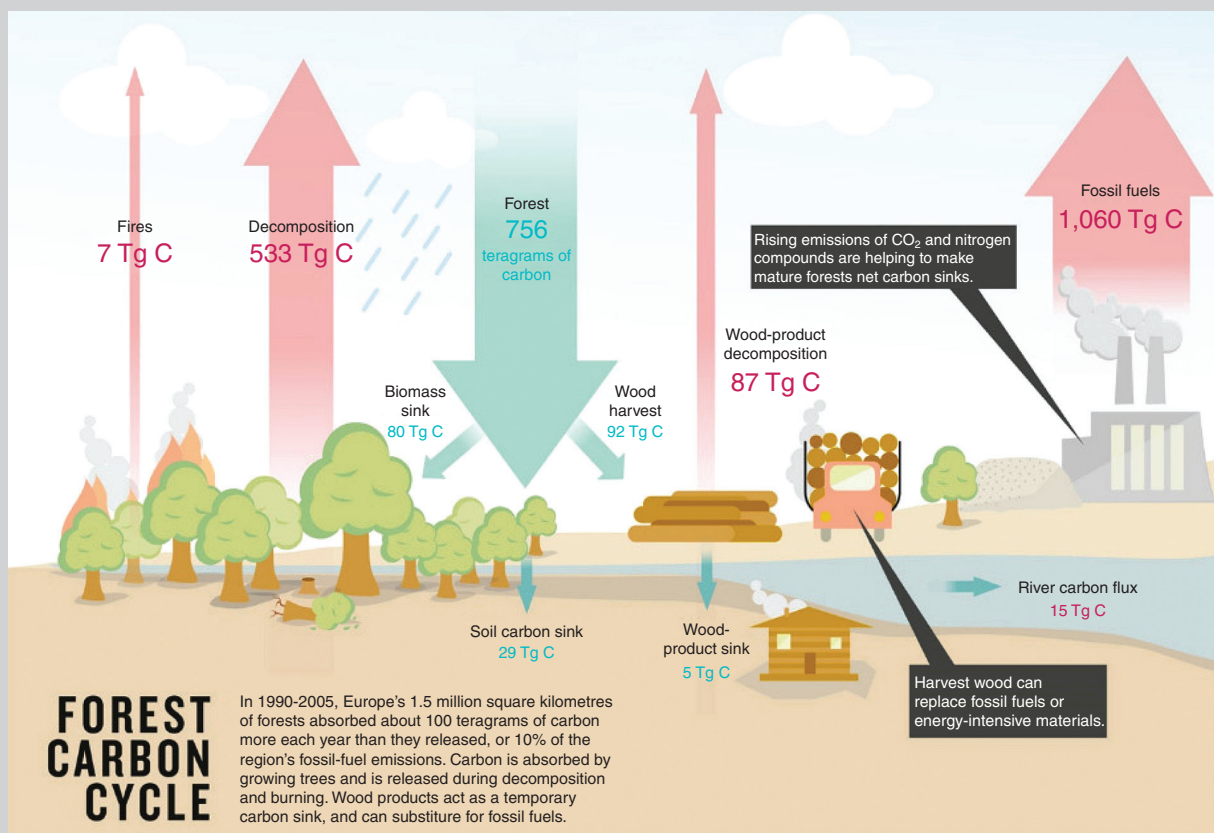 Fires
7 Tg C
Decomposition
533 Tg C
Forest
756
teragrams of
carbon
Fossil fuels
1,060 Tg C
Rising emissions of CO₂ and nitrogen
compounds are helping to make
mature forests net carbon sinks.
Wood-product
decomposition
87 Tg C
Biomass
sink
80 Tg C
Wood
harvest
92 Tg C
Soil carbon sink
29 Tg C
Wood-
product sink
5 Tg C
River carbon flux
15 Tg C
Harvest wood can
replace fossil fuels or
energy-intensive materials.
FOREST
CARBON
CYCLE
In 1990-2005, Europe's 1.5 million square kilometres
of forests absorbed about 100 teragrams of carbon
more each year than they released, or 10% of the
region's fossil-fuel emissions. Carbon is absorbed by
growing trees and is released during decomposition
and burning. Wood products act as a temporary
carbon sink, and can substiture for fossil fuels.